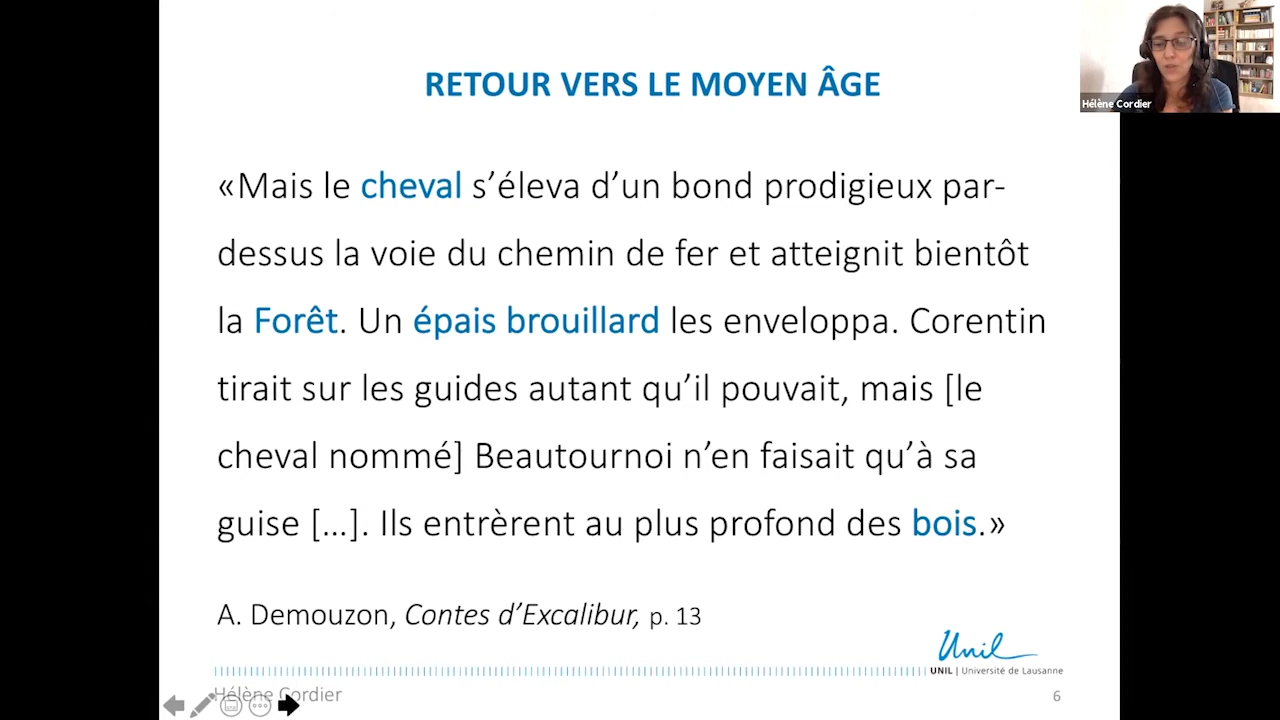 RETOUR VERS LE MOYEN ÂGE
Hélène Cordier
«Mais le cheval s’éleva d’un bond prodigieux par-
dessus la voie du chemin de fer et atteignit bientôt
la Forêt. Un épais brouillard les enveloppa. Corentin
tirait sur les guides autant qu’il pouvait, mais [le
cheval nommé] Beautournoi n’en faisait qu’à sa
guise […]. Ils entrèrent au plus profond des bois.»
A. Demouzon, Contes d’Excalibur, p. 13
Unil
UNIL | Université de Lausanne
Hélène Cordier
6